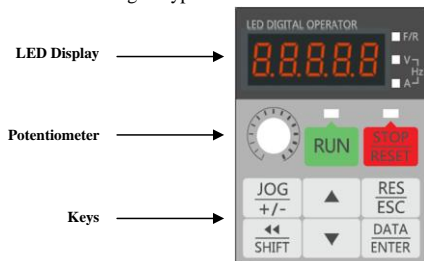 LED DIGITAL OPERATOR
F/R
LED Display
8.8.8.8.8
V
Hz
A
Potentiometer
RUN
STOP
RESET
JOG
+/-
▲
RES
ESC
Keys
◀◀
SHIFT
▼
DATA
ENTER